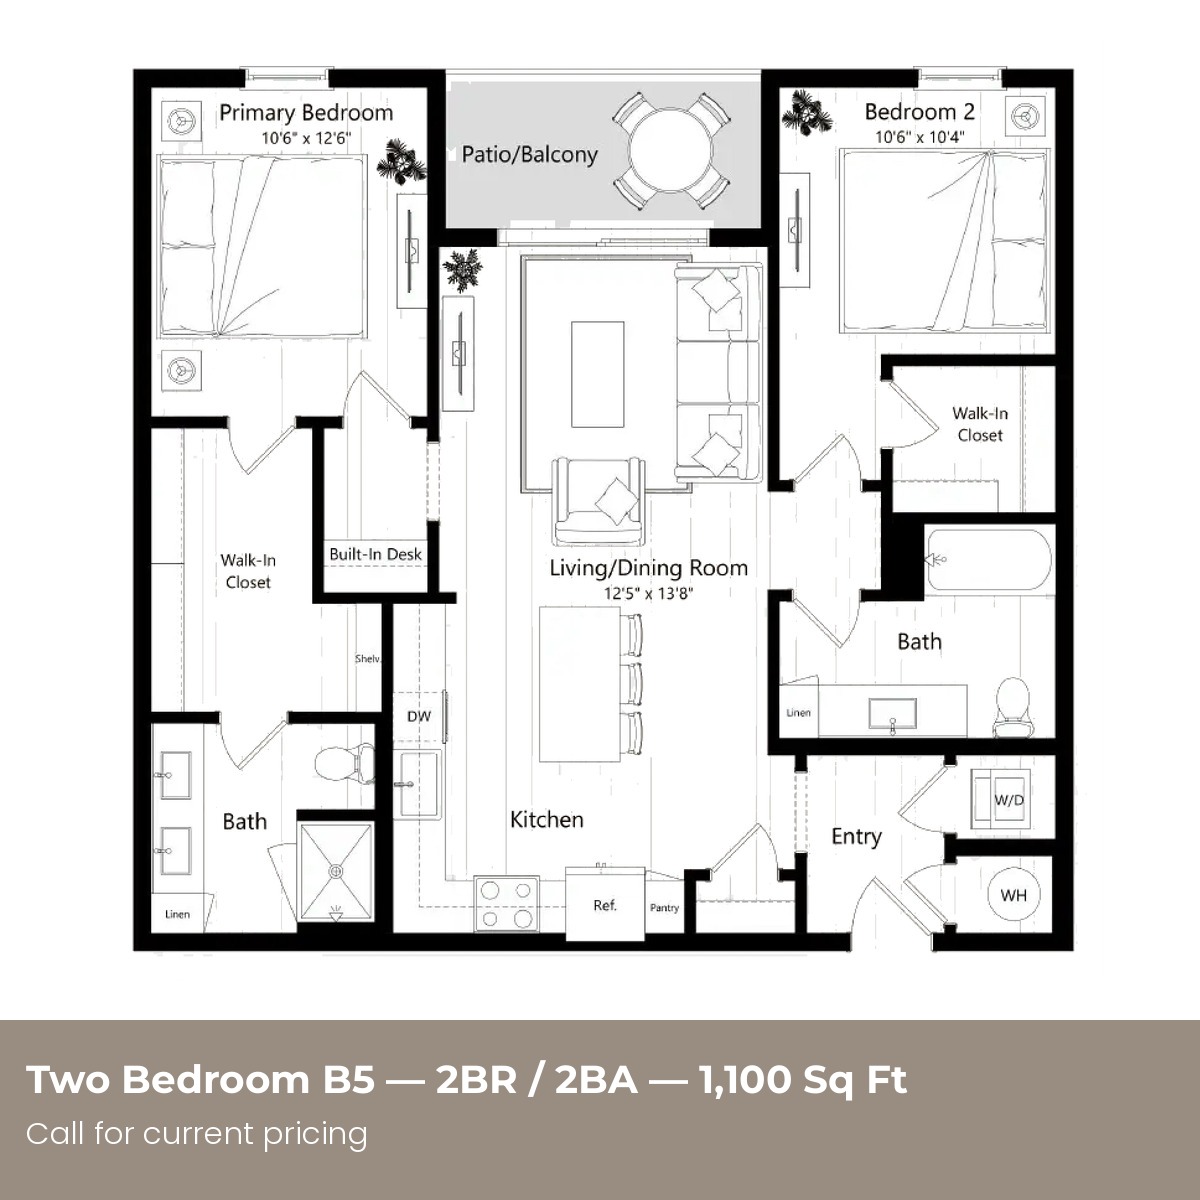 Primary Bedroom
10'6" x 12'6"
Patio/Balcony
Bedroom 2
10'6" x 10'4"
Walk-In
Closet
Built-In Desk
Walk-In
Closet
Living/Dining Room
12'5" x 13'8"
Shelv.
Bath
Linen
DW
Kitchen
Bath
Linen
Ref.
Pantry
Entry
W/D
WH
Two Bedroom B5 — 2BR / 2BA — 1,100 Sq Ft
Call for current pricing